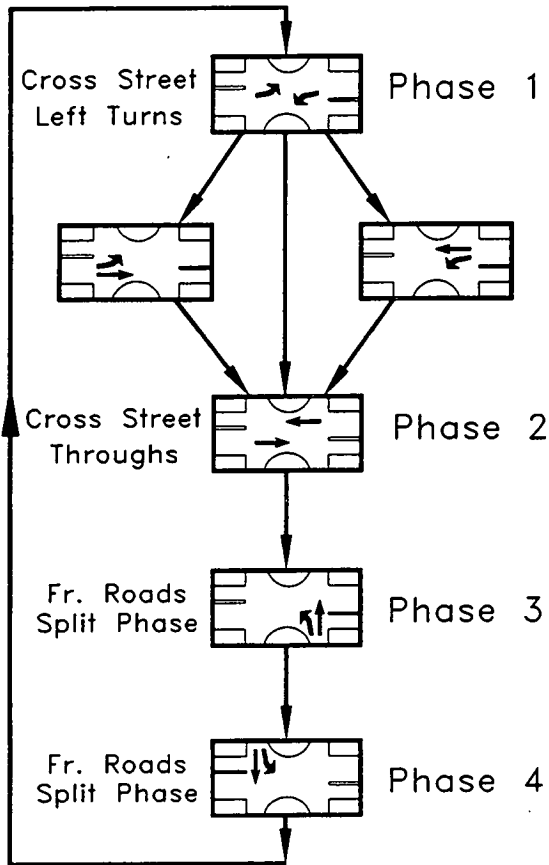 Cross Street
Left Turns
Phase 1
Cross Street
Throughs
Phase 2
Fr. Roads
Split Phase
Phase 3
Fr. Roads
Split Phase
Phase 4